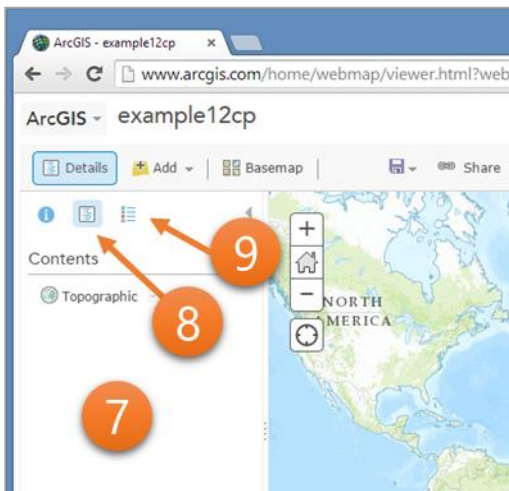 ArcGIS - example12cp
www.arcgis.com/home/webmap/viewer.html?web
ArcGIS example12cp
Details Add Basemap Share
9
Contents
8
Topographic
NORTH
MERICA
7